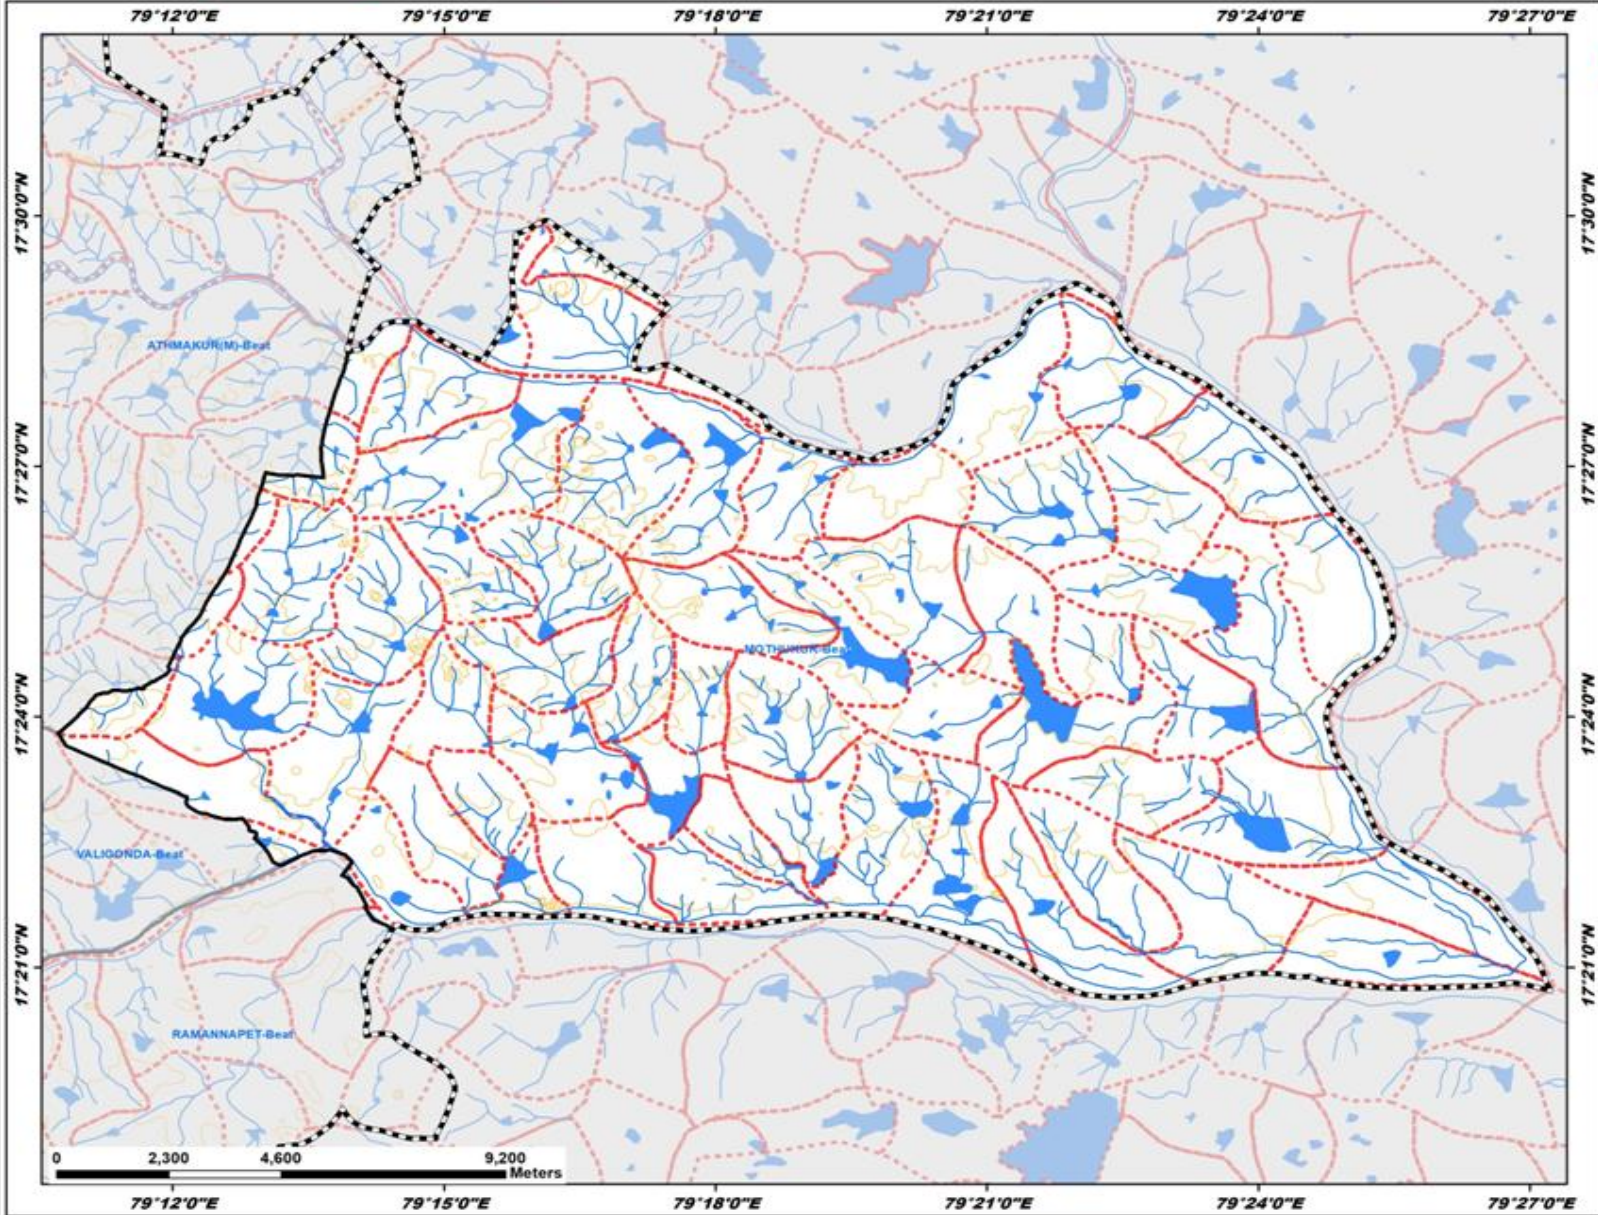 79°12'0"E 79°15'0"E 79°18'0"E 79°21'0"E 79°24'0"E 79°27'0"E
17°30'0"N 17°30'0"N
ATHMAKUR(M)-Beat
17°27'0"N 17°27'0"N
MOTHUKUR-Beat
17°24'0"N 17°24'0"N
VALIGONDA-Beat
17°21'0"N 17°21'0"N
RAMANNAPET-Beat
0 2,300 4,600 9,200
Meters
79°12'0"E 79°15'0"E 79°18'0"E 79°21'0"E 79°24'0"E 79°27'0"E